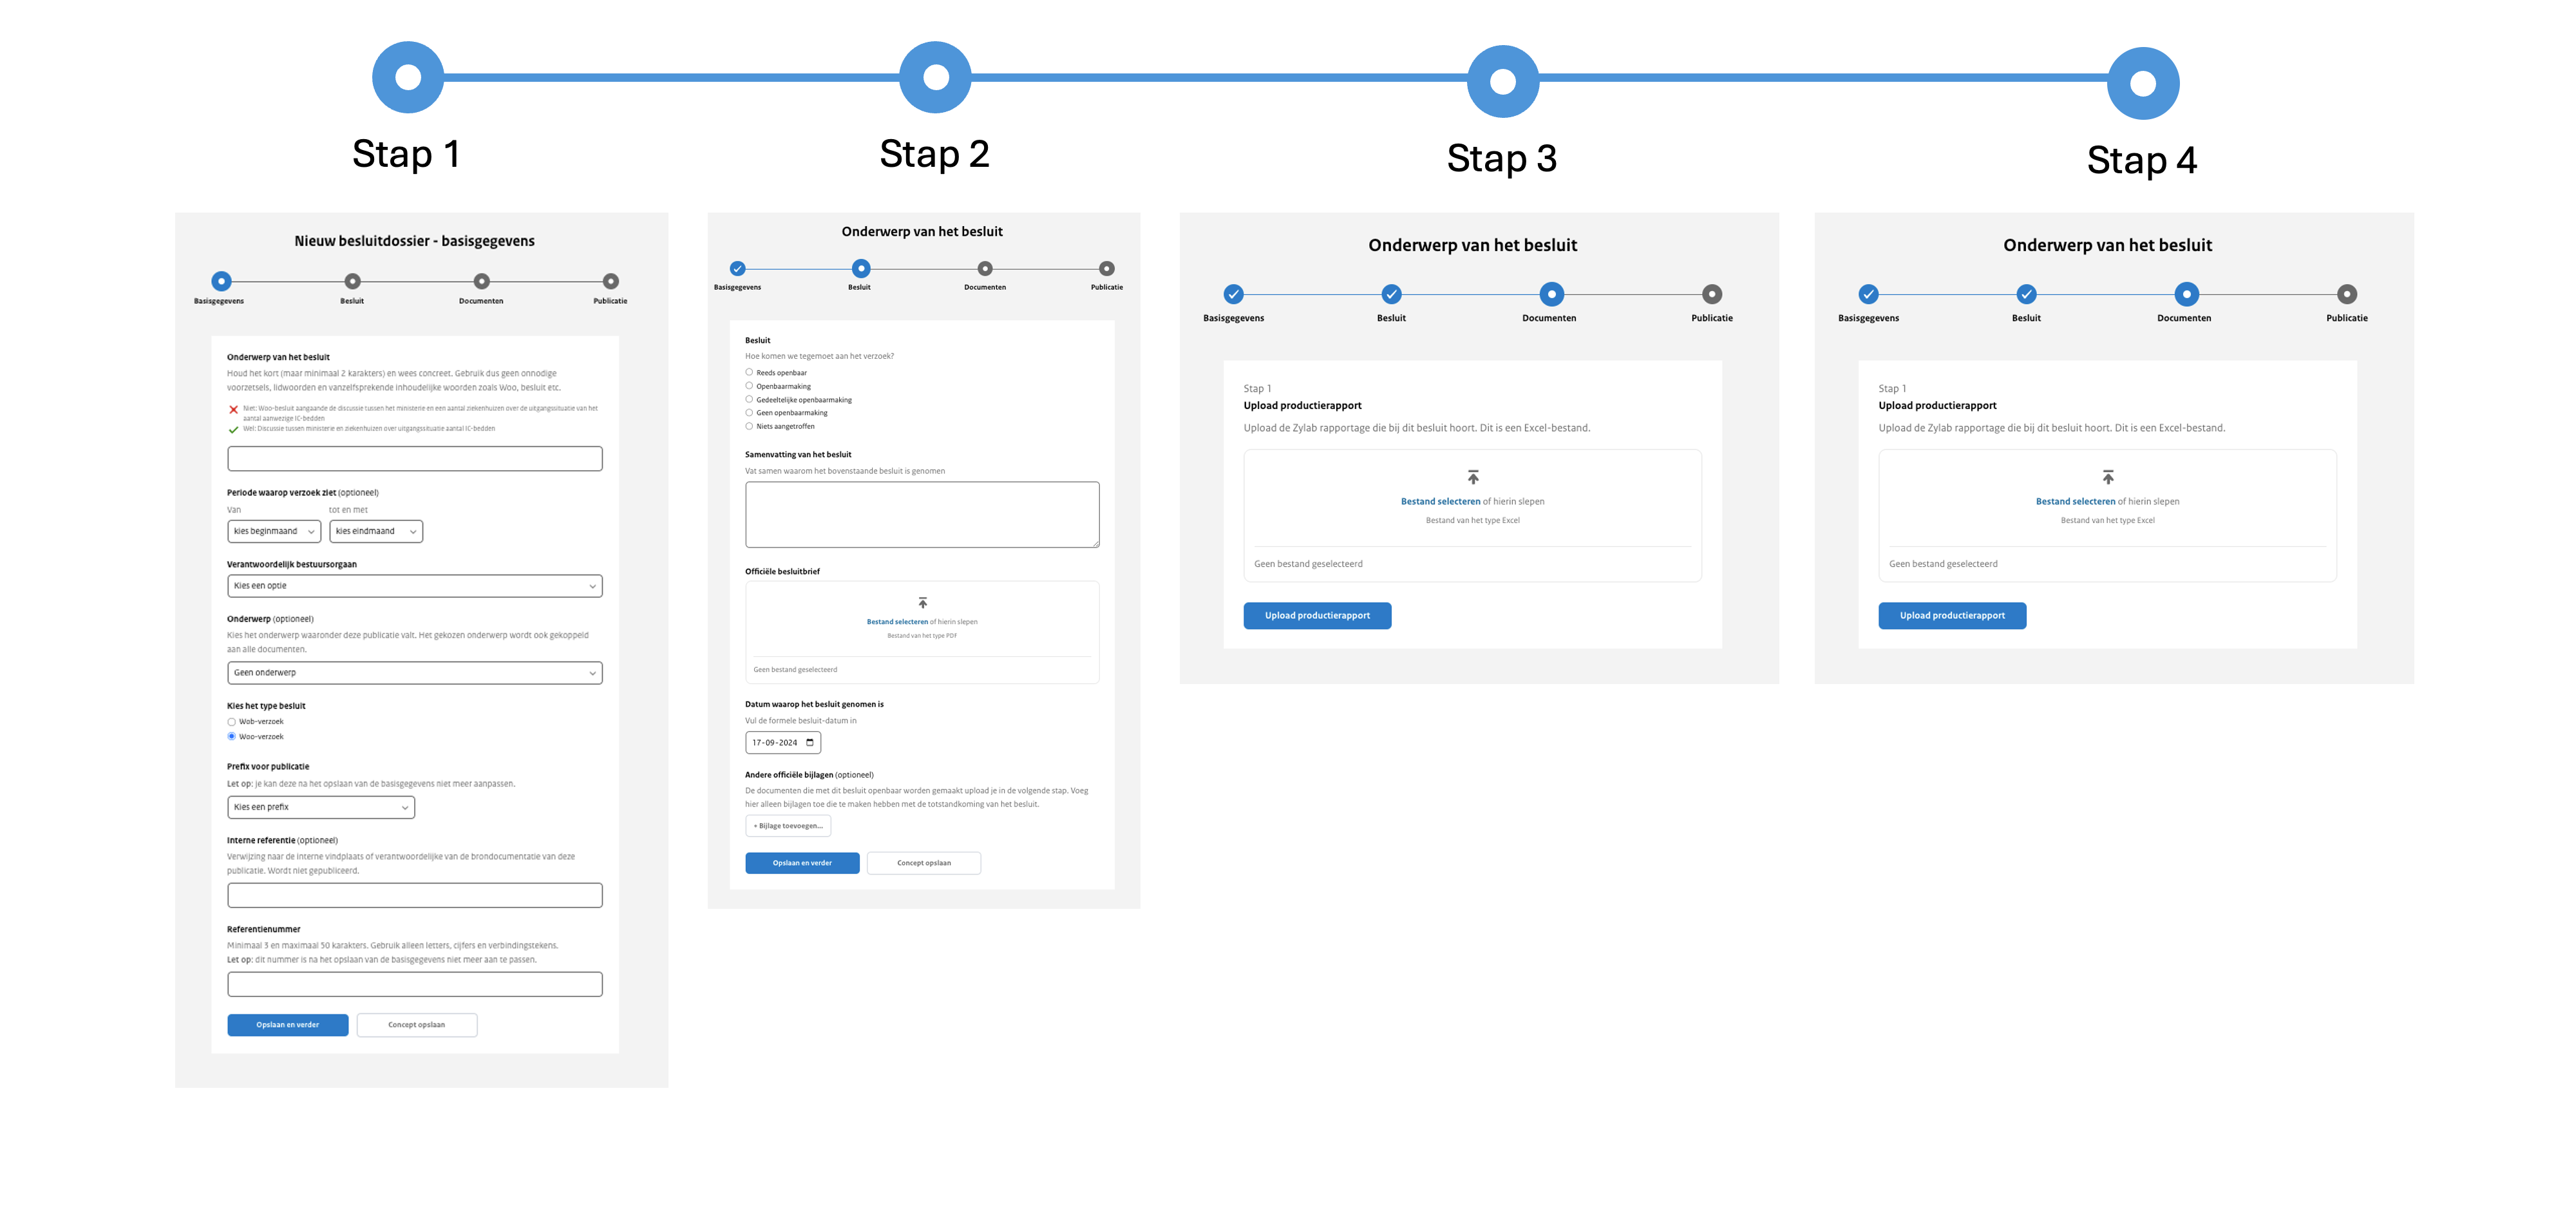 Stap 1
Stap 2
Stap 3
Stap 4
Nieuw besluitdossier - basisgegevens
Basisgegevens
Besluit
Documenten
Publicatie
Onderwerp van het besluit
Houd het kort (maar minimaal 2 karakters) en wees concreet. Gebruik dus geen onnodige
voorzetsels, lidwoorden en vanzelfsprekende inhoudelijke woorden zoals Woo, besluit etc.
Niet: Woo-besluit aangaande de discussie tussen het ministerie en een aantal ziekenhuizen over de uitgangssituatie van het
aantal aanwezige IC-bedden
Wel: Discussie tussen ministerie en ziekenhuizen over uitgangssituatie aantal IC-bedden
Periode waarop verzoek ziet (optioneel)
Van
tot en met
kies beginmaand
kies eindmaand
Verantwoordelijk bestuursorgaan
Kies een optie
Onderwerp (optioneel)
Kies het onderwerp waaronder deze publicatie valt. Het gekozen onderwerp wordt ook gekoppeld
aan alle documenten.
Geen onderwerp
Kies het type besluit
Wob-verzoek
Woo-verzoek
Prefix voor publicatie
Let op: je kan deze na het opslaan van de basisgegevens niet meer aanpassen.
Kies een prefix
Interne referentie (optioneel)
Verwijzing naar de interne vindplaats of verantwoordelijke van de brondocumentatie van deze
publicatie. Wordt niet gepubliceerd.
Referentienummer
Minimaal 3 en maximaal 50 karakters. Gebruik alleen letters, cijfers en verbindingstekens.
Let op: dit nummer is na het opslaan van de basisgegevens niet meer aan te passen.
Opslaan en verder
Concept opslaan
Onderwerp van het besluit
Basisgegevens
Besluit
Documenten
Publicatie
Besluit
Hoe komen we tegemoet aan het verzoek?
Reeds openbaar
Openbaarmaking
Gedeeltelijke openbaarmaking
Geen openbaarmaking
Niets aangetroffen
Samenvatting van het besluit
Vat samen waarom het bovenstaande besluit is genomen
Officiële besluitbrief
Bestand selecteren of hierin slepen
Bestand van het type PDF
Geen bestand geselecteerd
Datum waarop het besluit genomen is
Vul de formele besluit-datum in
17-09-2024
Andere officiële bijlagen (optioneel)
De documenten die met dit besluit openbaar worden gemaakt upload je in de volgende stap. Voeg
hier alleen bijlagen toe die te maken hebben met de totstandkoming van het besluit.
+ Bijlage toevoegen...
Opslaan en verder
Concept opslaan
Onderwerp van het besluit
Basisgegevens
Besluit
Documenten
Publicatie
Stap 1
Upload productierapport
Upload de Zylab rapportage die bij dit besluit hoort. Dit is een Excel-bestand.
Bestand selecteren of hierin slepen
Bestand van het type Excel
Geen bestand geselecteerd
Upload productierapport
Onderwerp van het besluit
Basisgegevens
Besluit
Documenten
Publicatie
Stap 1
Upload productierapport
Upload de Zylab rapportage die bij dit besluit hoort. Dit is een Excel-bestand.
Bestand selecteren of hierin slepen
Bestand van het type Excel
Geen bestand geselecteerd
Upload productierapport